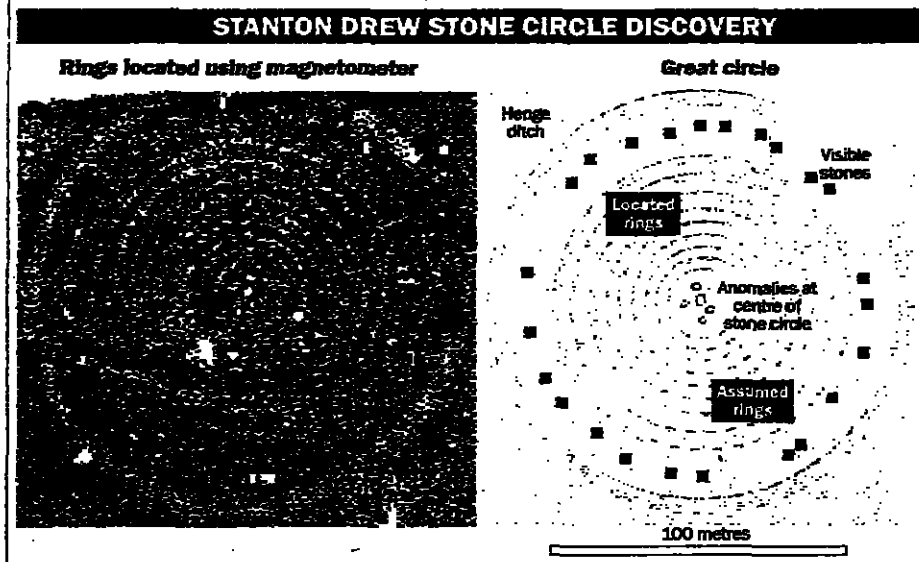 STANTON DREW STONE CIRCLE DISCOVERY
Rings located using magnetometer
Great circle
Henge
ditch
Visible
stones
Located
rings
Anomalies at
centre of
stone circle
Assumed
rings
100 metres